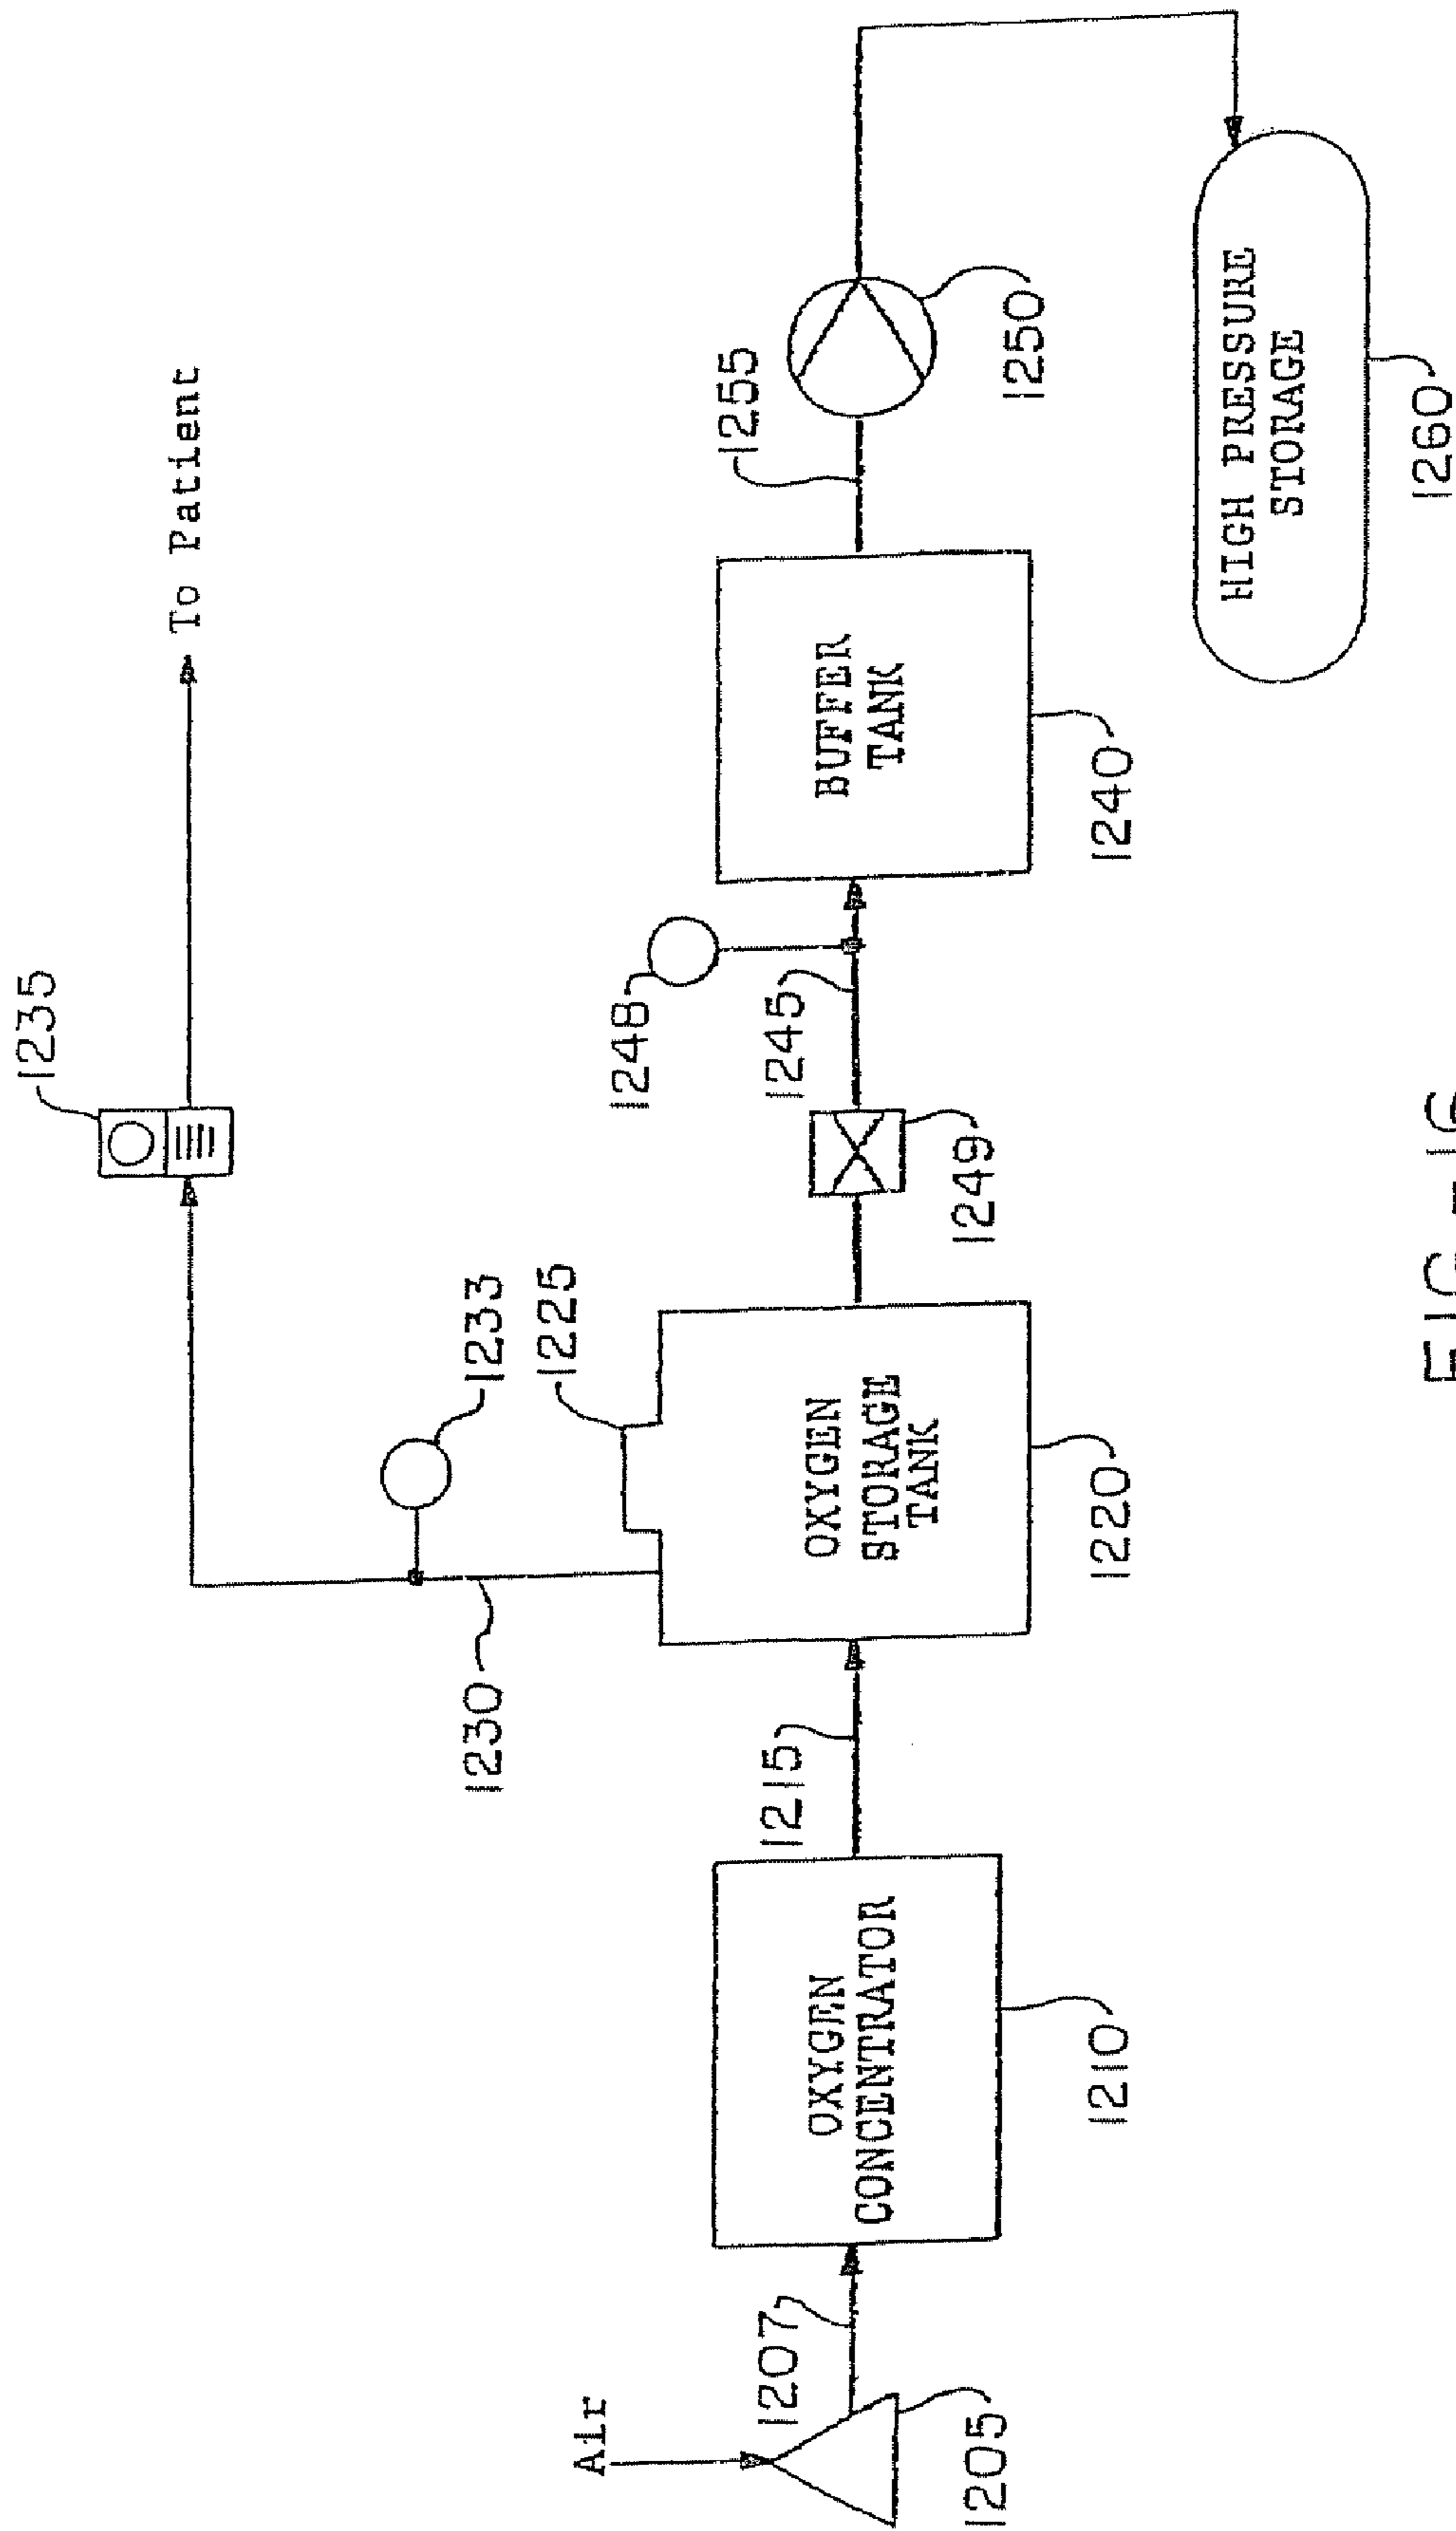 1235
To Patient
1233
1225
1230
1248
1255
Air
1207
1215
1245
OXYGEN
CONCENTRATOR
OXYGEN
STORAGE
TANK
BUFFER
TANK
1205
1210
1220
1249
1240
1250
HIGH PRESSURE
STORAGE
1260
FIG - 16